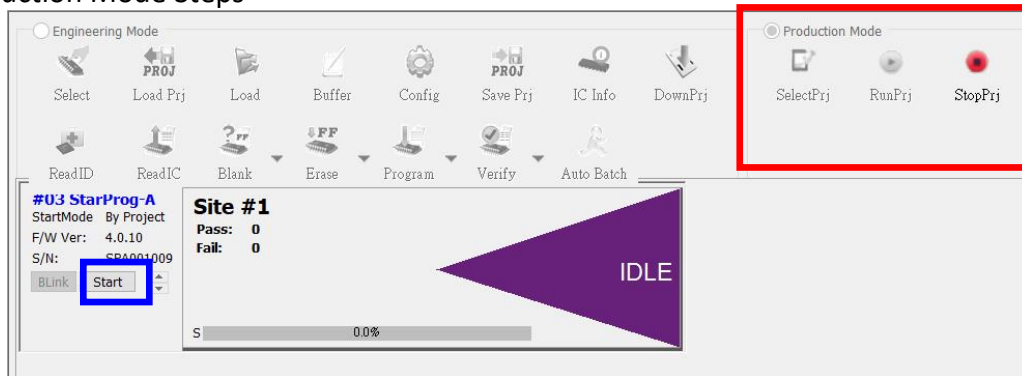 uction Mode Steps
Engineering Mode
Production Mode
PROJ
PROJ
Select Load Prj Load Buffer Config Save Prj IC Info DownPrj
SelectPrj RunPrj StopPrj
?FF
FF
ReadID ReadIC Blank Erase Program Verify Auto Batch
#03 StarProg-A
StartMode By Project
F/W Ver: 4.0.10
S/N: SPA001009
BLink Start
Site #1
Pass: 0
Fail: 0
IDLE
S 0.0%